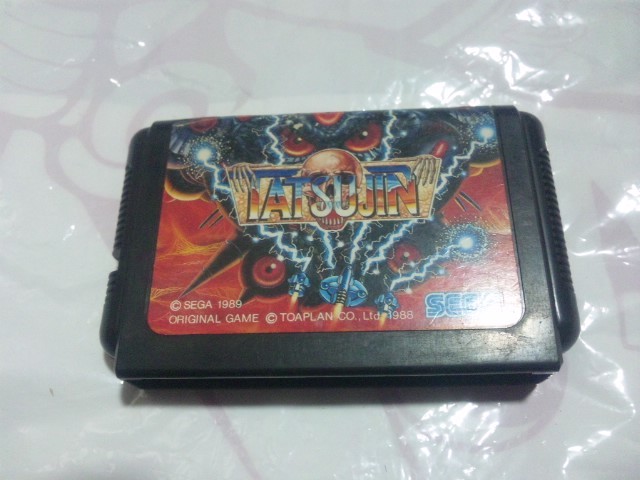 TATSUJIN
© SEGA 1989
ORIGINAL GAME © TOAPLAN CO., Ltd. 1988
SEGA